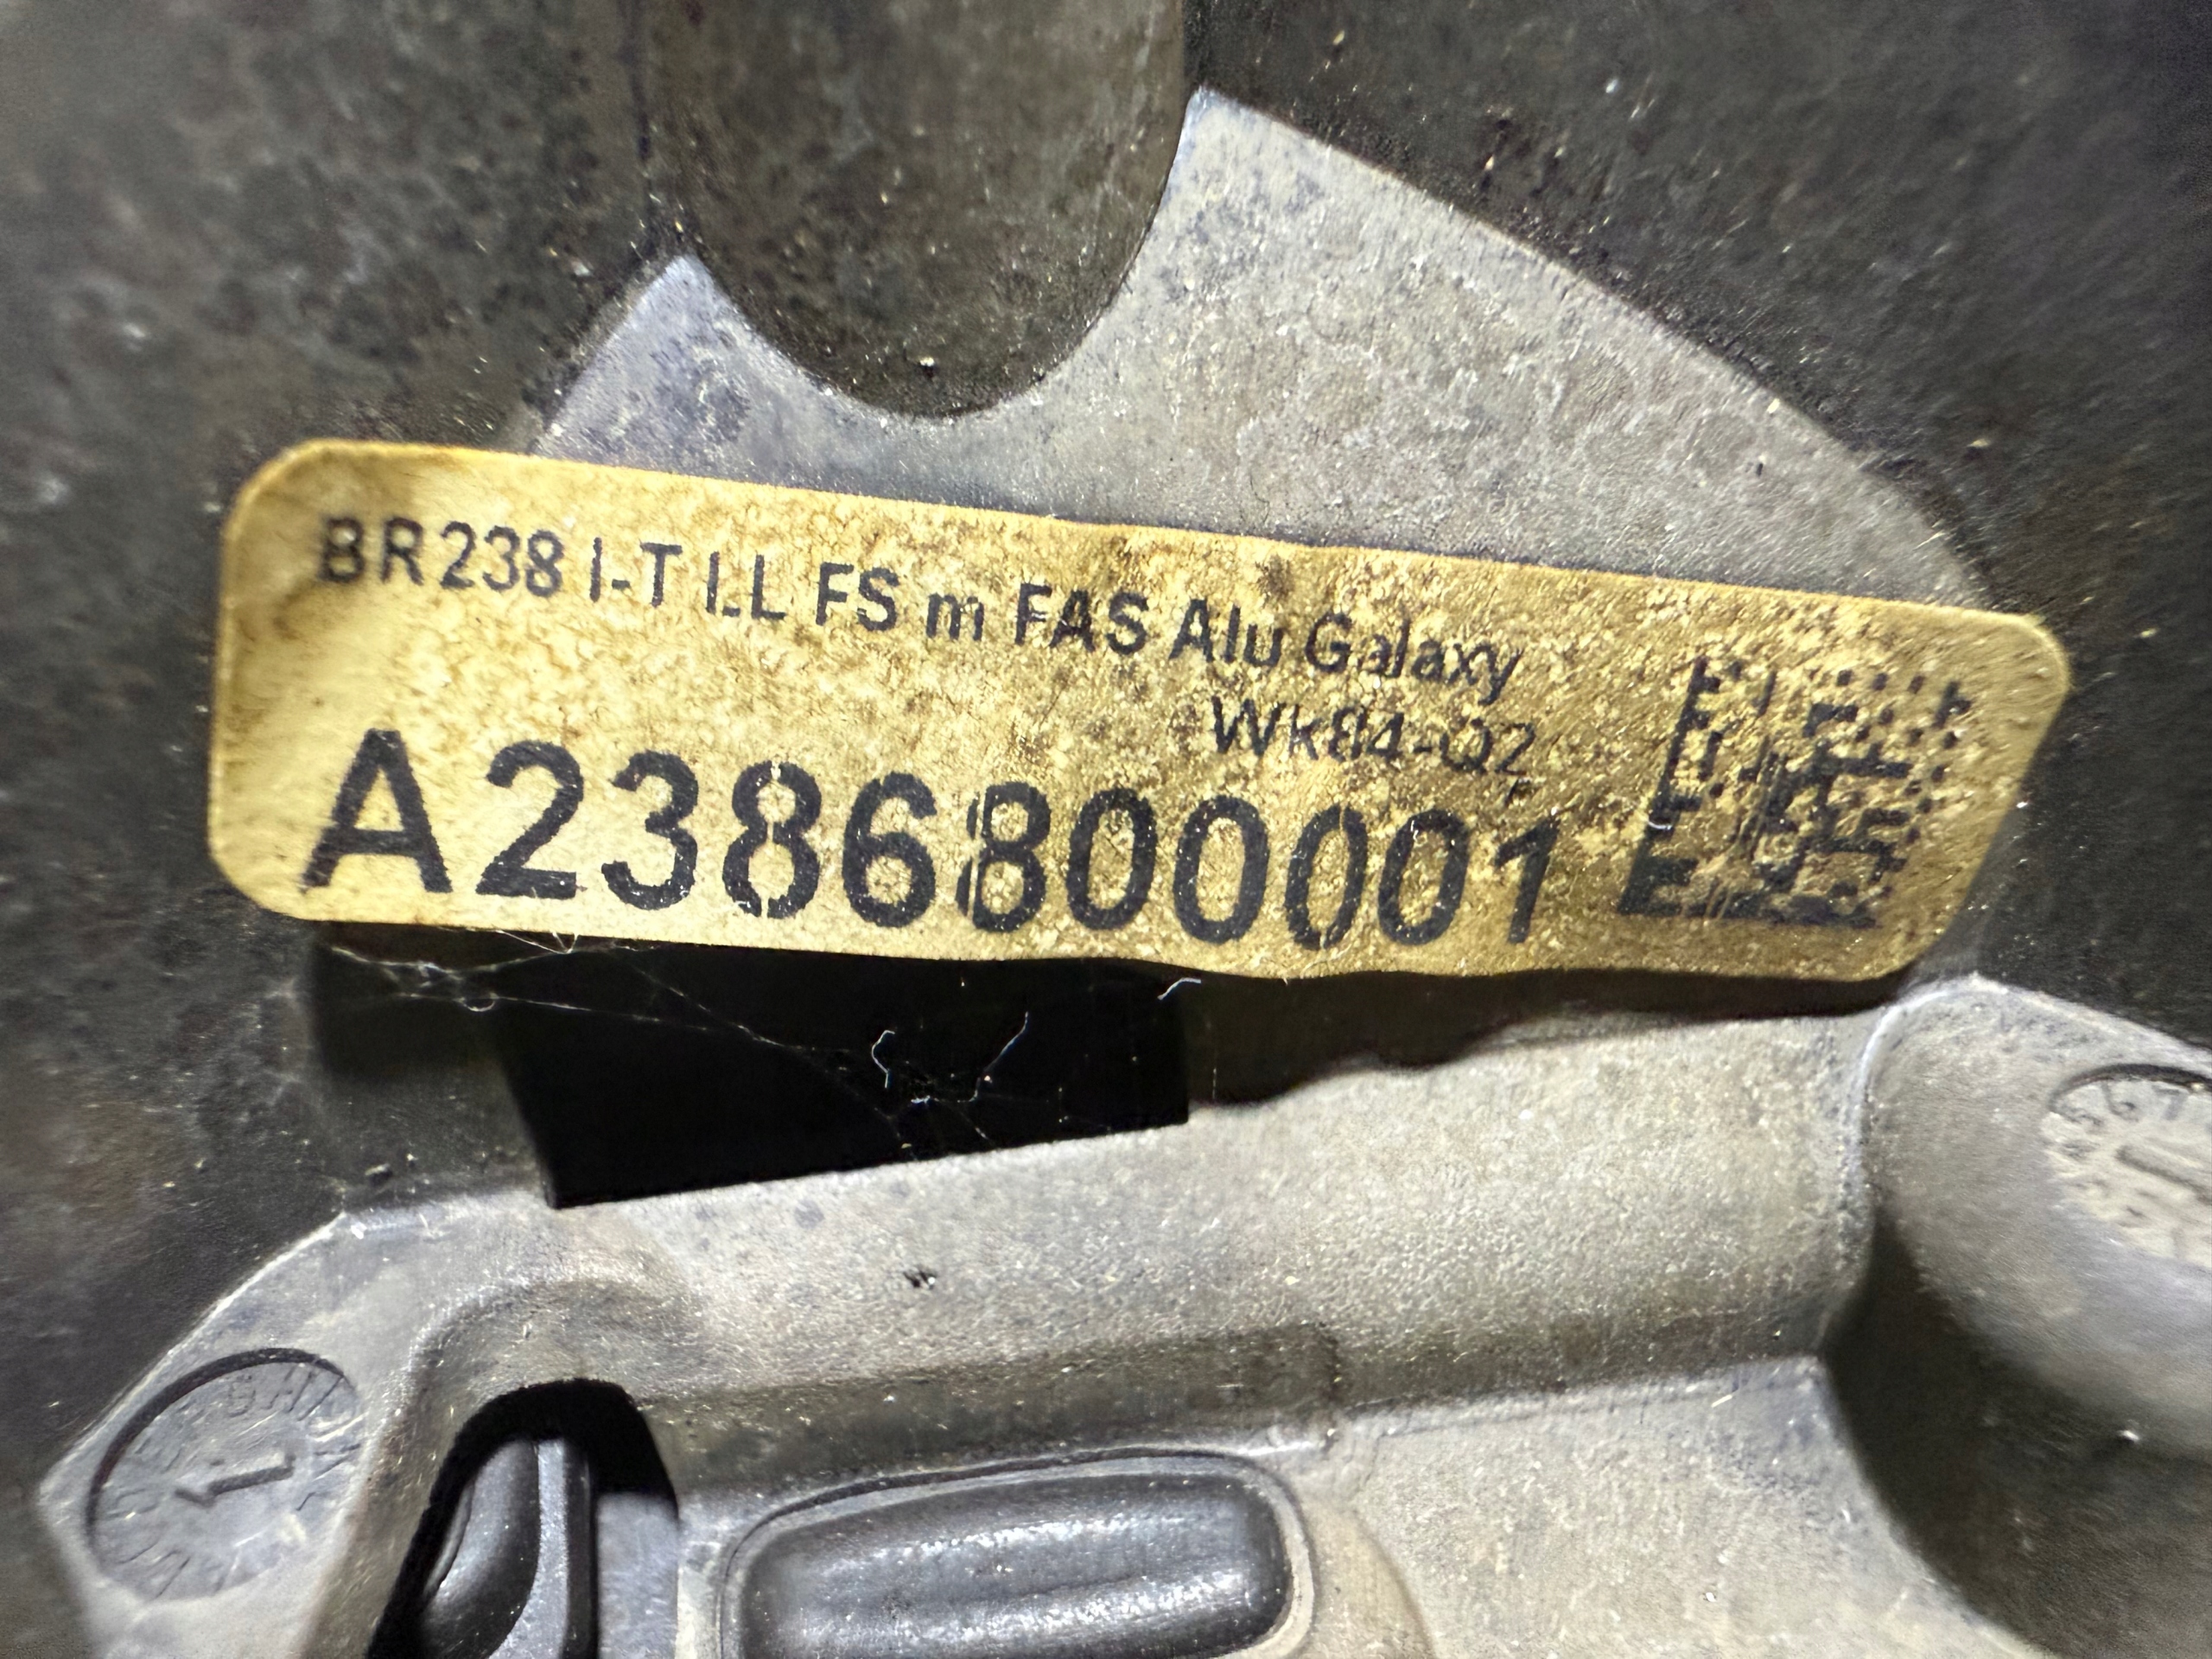 BR238 I-T LL FS m FAS Alu Galaxy
Wk84-Q2
A2386800001